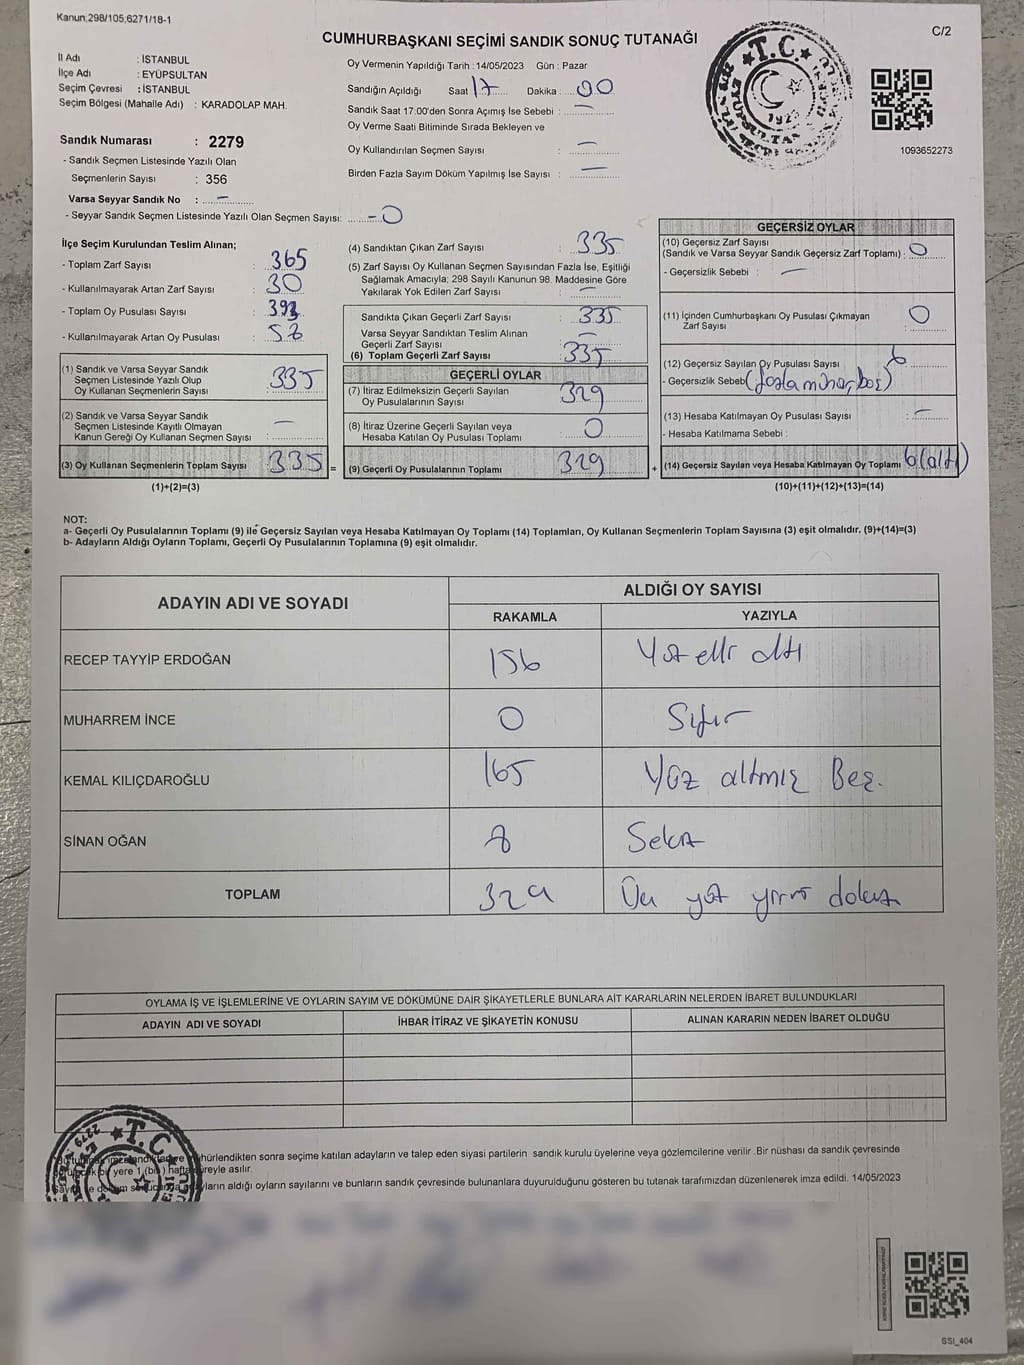 Kanun;298/105;6271/18-1
C/2
CUMHURBAŞKANI SEÇİMİ SANDIK SONUÇ TUTANAĞI
İl Adı : İSTANBUL
İlçe Adı : EYÜPSULTAN
Seçim Çevresi : İSTANBUL
Seçim Bölgesi (Mahalle Adı) : KARADOLAP MAH.
Sandık Numarası : 2279
- Sandık Seçmen Listesinde Yazılı Olan
Seçmenlerin Sayısı : 356
Varsa Seyyar Sandık No : -
- Seyyar Sandık Seçmen Listesinde Yazılı Olan Seçmen Sayısı: -0
Oy Vermenin Yapıldığı Tarih : 14/05/2023 Gün : Pazar
Sandığın Açıldığı Saat 17 Dakika : 00
Sandık Saat 17:00'den Sonra Açımış İse Sebebi : -
Oy Verme Saati Bitiminde Sırada Bekleyen ve
Oy Kullandırılan Seçmen Sayısı : -
Birden Fazla Sayım Döküm Yapılmış İse Sayısı : -
T.C.
1923
EYÜPSULTAN
1093652273
İlçe Seçim Kurulundan Teslim Alınan;
- Toplam Zarf Sayısı : 365
- Kullanılmayarak Artan Zarf Sayısı : 30
- Toplam Oy Pusulası Sayısı : 393
- Kullanılmayarak Artan Oy Pusulası : 58
(1) Sandık ve Varsa Seyyar Sandık
Seçmen Listesinde Yazılı Olup
Oy Kullanan Seçmenlerin Sayısı : 335
(2) Sandık ve Varsa Seyyar Sandık
Seçmen Listesinde Kayıtlı Olmayan
Kanun Gereği Oy Kullanan Seçmen Sayısı : -
(3) Oy Kullanan Seçmenlerin Toplam Sayısı 335 =
(1)+(2)=(3)
(4) Sandıktan Çıkan Zarf Sayısı : 335
(5) Zarf Sayısı Oy Kullanan Seçmen Sayısından Fazla İse, Eşitliği
Sağlamak Amacıyla; 298 Sayılı Kanunun 98. Maddesine Göre
Yakılarak Yok Edilen Zarf Sayısı : -
Sandıkta Çıkan Geçerli Zarf Sayısı : 335
Varsa Seyyar Sandıktan Teslim Alınan
Geçerli Zarf Sayısı : -
(6) Toplam Geçerli Zarf Sayısı 335
GEÇERLİ OYLAR
(7) İtiraz Edilmeksizin Geçerli Sayılan
Oy Pusulalarının Sayısı : 329
(8) İtiraz Üzerine Geçerli Sayılan veya
Hesaba Katılan Oy Pusulası Toplamı : 0
(9) Geçerli Oy Pusulalarının Toplamı 329 +
GEÇERSİZ OYLAR
(10) Geçersiz Zarf Sayısı
(Sandık ve Varsa Seyyar Sandık Geçersiz Zarf Toplamı) : 0
- Geçersizlik Sebebi : -
(11) İçinden Cumhurbaşkanı Oy Pusulası Çıkmayan
Zarf Sayısı : 0
(12) Geçersiz Sayılan Oy Pusulası Sayısı : 6
- Geçersizlik Sebebi (fazla mühür, boş)
(13) Hesaba Katılmayan Oy Pusulası Sayısı : -
- Hesaba Katılmama Sebebi :
(14) Geçersiz Sayılan veya Hesaba Katılmayan Oy Toplamı 6 (altı)
(10)+(11)+(12)+(13)=(14)
NOT:
a- Geçerli Oy Pusulalarının Toplamı (9) ile Geçersiz Sayılan veya Hesaba Katılmayan Oy Toplamı (14) Toplamları, Oy Kullanan Seçmenlerin Toplam Sayısına (3) eşit olmalıdır. (9)+(14)=(3)
b- Adayların Aldığı Oyların Toplamı, Geçerli Oy Pusulalarının Toplamına (9) eşit olmalıdır.
ADAYIN ADI VE SOYADI ALDIĞI OY SAYISI
RAKAMLA YAZIYLA
RECEP TAYYİP ERDOĞAN 156 Yüz elli altı
MUHARREM İNCE 0 Sıfır
KEMAL KILIÇDAROĞLU 165 Yüz altmış Beş.
SİNAN OĞAN 8 Sekiz
TOPLAM 329 Üç yüz yirmi dokuz
OYLAMA İŞ VE İŞLEMLERİNE VE OYLARIN SAYIM VE DÖKÜMÜNE DAİR ŞİKAYETLERLE BUNLARA AİT KARARLARIN NELERDEN İBARET BULUNDUKLARI
ADAYIN ADI VE SOYADI İHBAR İTİRAZ VE ŞİKAYETİN KONUSU ALINAN KARARIN NEDEN İBARET OLDUĞU
2279 T.C.
hürlendikten sonra seçime katılan adayların ve talep eden siyasi partilerin sandık kurulu üyelerine veya gözlemcilerine verilir. Bir nüshası da sandık çevresinde
bir yere 1 (bir) hafta süreyle asılır.
ların aldığı oyların sayılarını ve bunların sandık çevresinde bulunanlara duyurulduğunu gösteren bu tutanak tarafımızdan düzenlenerek imza edildi. 14/05/2023
SSI_404